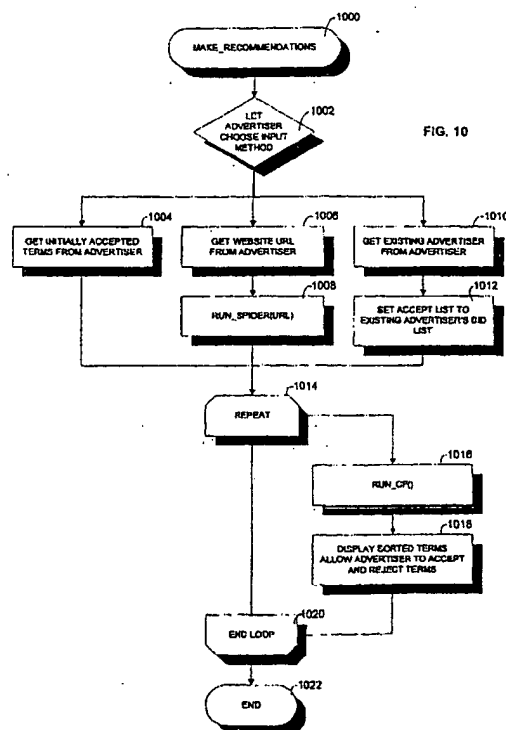 1000
MAKE_RECOMMENDATIONS
1002
LET
ADVERTISER
CHOOSE INPUT
METHOD
FIG. 10
1004
GET INITIALLY ACCEPTED
TERMS FROM ADVERTISER
1006
GET WEBSITE URL
FROM ADVERTISER
1010
GET EXISTING ADVERTISER
FROM ADVERTISER
1008
RUN_SPIDER(URL)
1012
SET ACCEPT LIST TO
EXISTING ADVERTISER'S BID
LIST
1014
REPEAT
1016
RUN_CF()
1018
DISPLAY SORTED TERMS
ALLOW ADVERTISER TO ACCEPT
AND REJECT TERMS
1020
END LOOP
1022
END